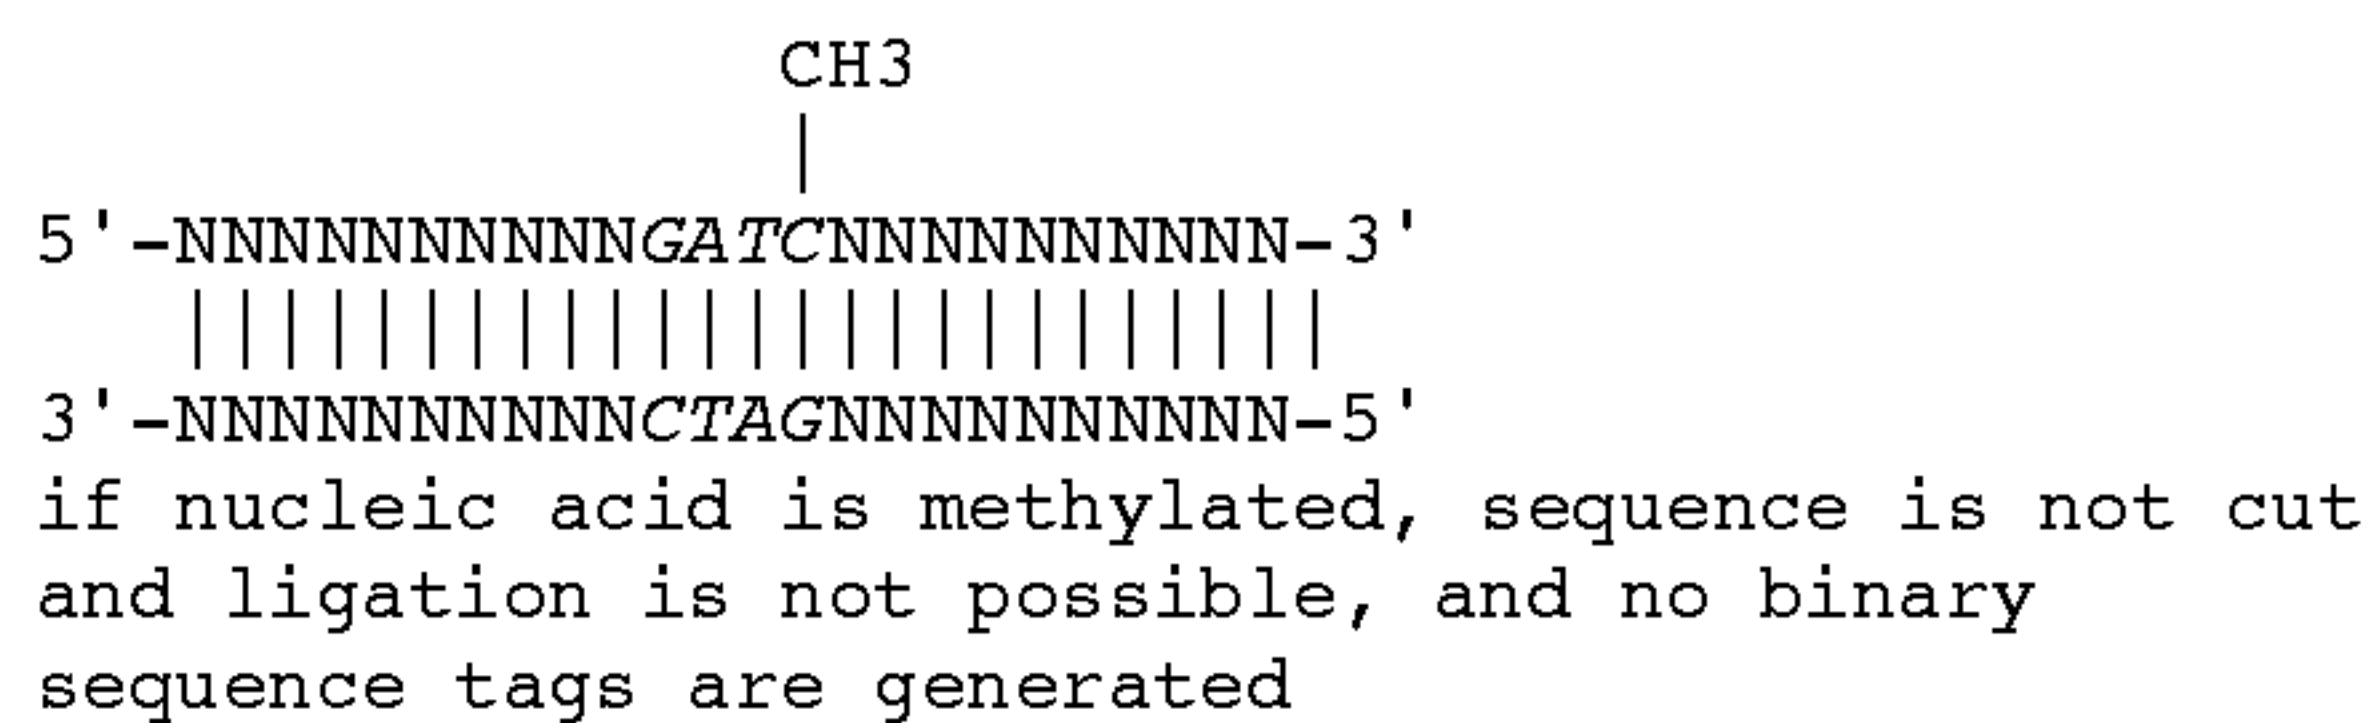 CH3
|
5'-NNNNNNNNNNGATCNNNNNNNNNN-3'
|||||||||||||||||||||||||
3'-NNNNNNNNNNCTAGNNNNNNNNNN-5'
if nucleic acid is methylated, sequence is not cut
and ligation is not possible, and no binary
sequence tags are generated